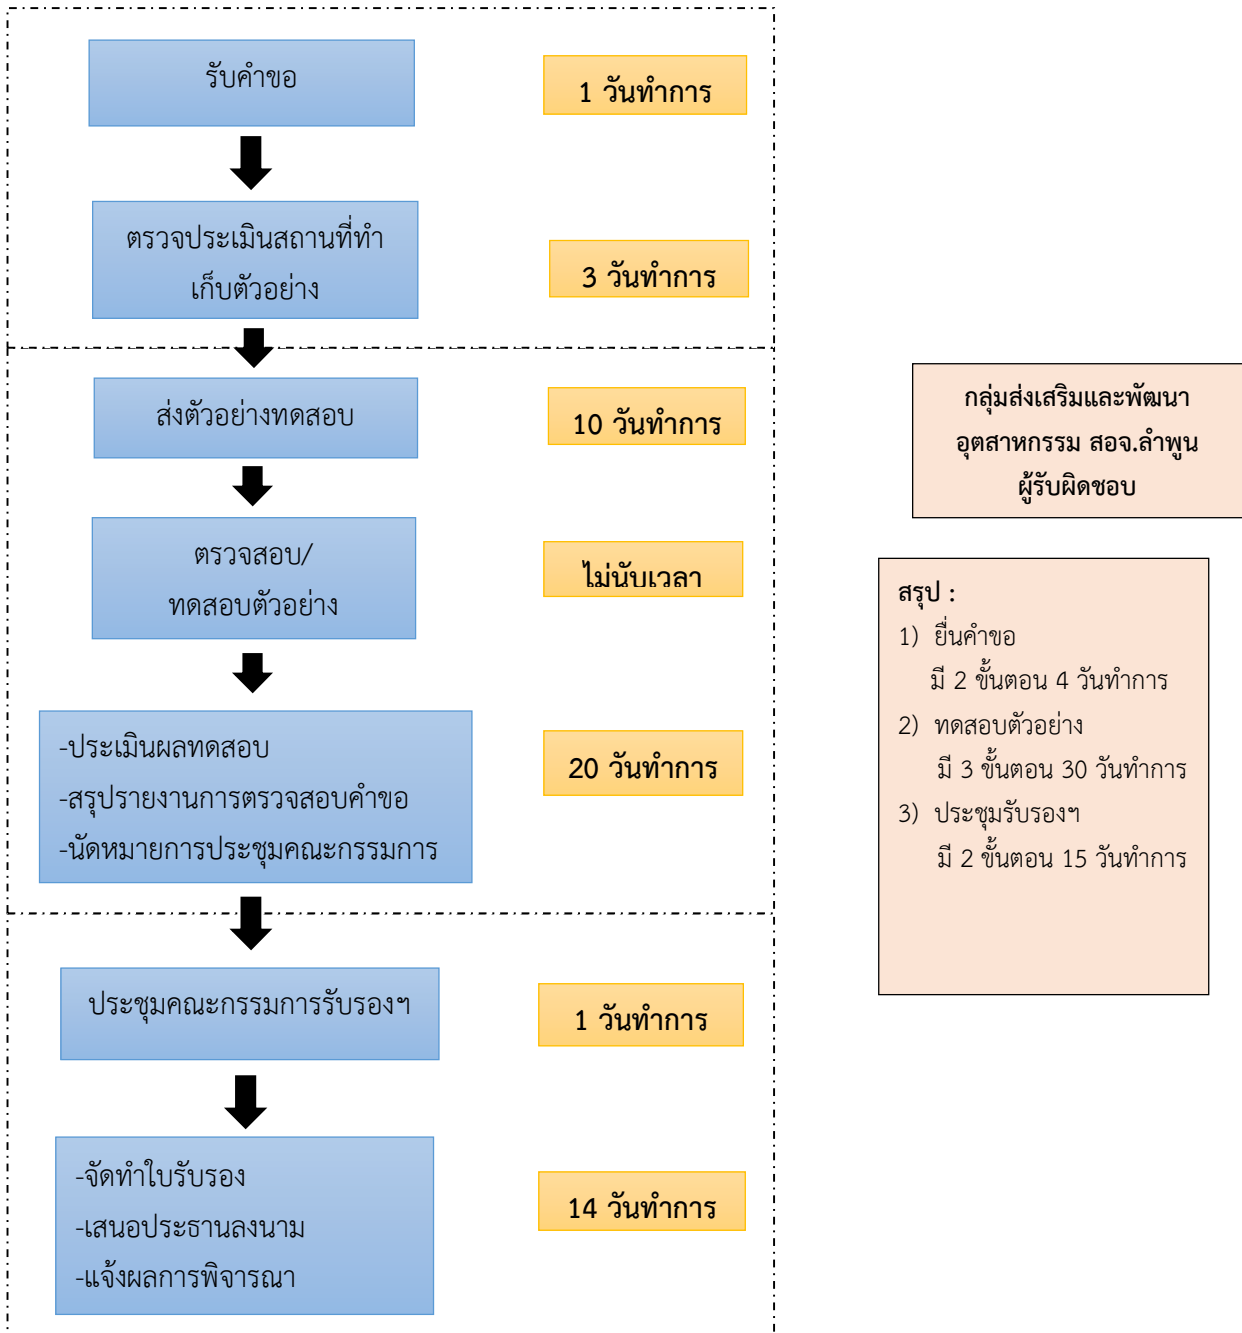 รับคำขอ
1 วันทำการ
ตรวจประเมินสถานที่ทำ
เก็บตัวอย่าง
3 วันทำการ
ส่งตัวอย่างทดสอบ
10 วันทำการ
ตรวจสอบ/
ทดสอบตัวอย่าง
ไม่นับเวลา
-ประเมินผลทดสอบ
-สรุปรายงานการตรวจสอบคำขอ
-นัดหมายการประชุมคณะกรรมการ
20 วันทำการ
ประชุมคณะกรรมการรับรองฯ
1 วันทำการ
-จัดทำใบรับรอง
-เสนอประธานลงนาม
-แจ้งผลการพิจารณา
14 วันทำการ
กลุ่มส่งเสริมและพัฒนา
อุตสาหกรรม สอจ.ลำพูน
ผู้รับผิดชอบ
สรุป :
1) ยื่นคำขอ
มี 2 ขั้นตอน 4 วันทำการ
2) ทดสอบตัวอย่าง
มี 3 ขั้นตอน 30 วันทำการ
3) ประชุมรับรองฯ
มี 2 ขั้นตอน 15 วันทำการ